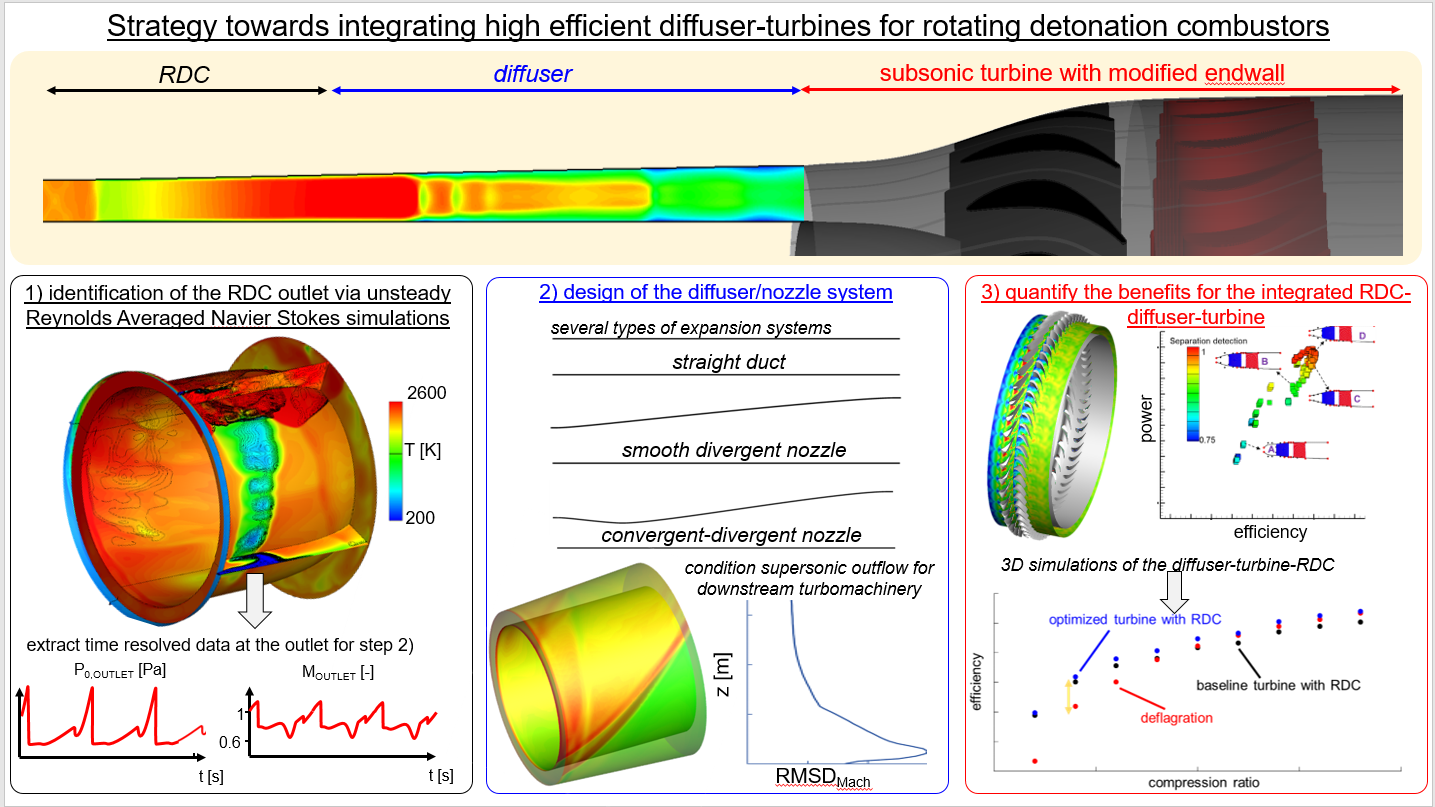 Strategy towards integrating high efficient diffuser-turbines for rotating detonation combustors
RDC
diffuser
subsonic turbine with modified endwall
1) identification of the RDC outlet via unsteady
Reynolds Averaged Navier Stokes simulations
2600
T [K]
200
extract time resolved data at the outlet for step 2)
P0,OUTLET [Pa]
t [s]
MOUTLET [-]
1
0.6
t [s]
2) design of the diffuser/nozzle system
several types of expansion systems
straight duct
smooth divergent nozzle
convergent-divergent nozzle
condition supersonic outflow for
downstream turbomachinery
z [m]
RMSDMach
3) quantify the benefits for the integrated RDC-
diffuser-turbine
Separation detection
1
0.75
power
efficiency
A
B
C
D
3D simulations of the diffuser-turbine-RDC
optimized turbine with RDC
baseline turbine with RDC
deflagration
efficiency
compression ratio